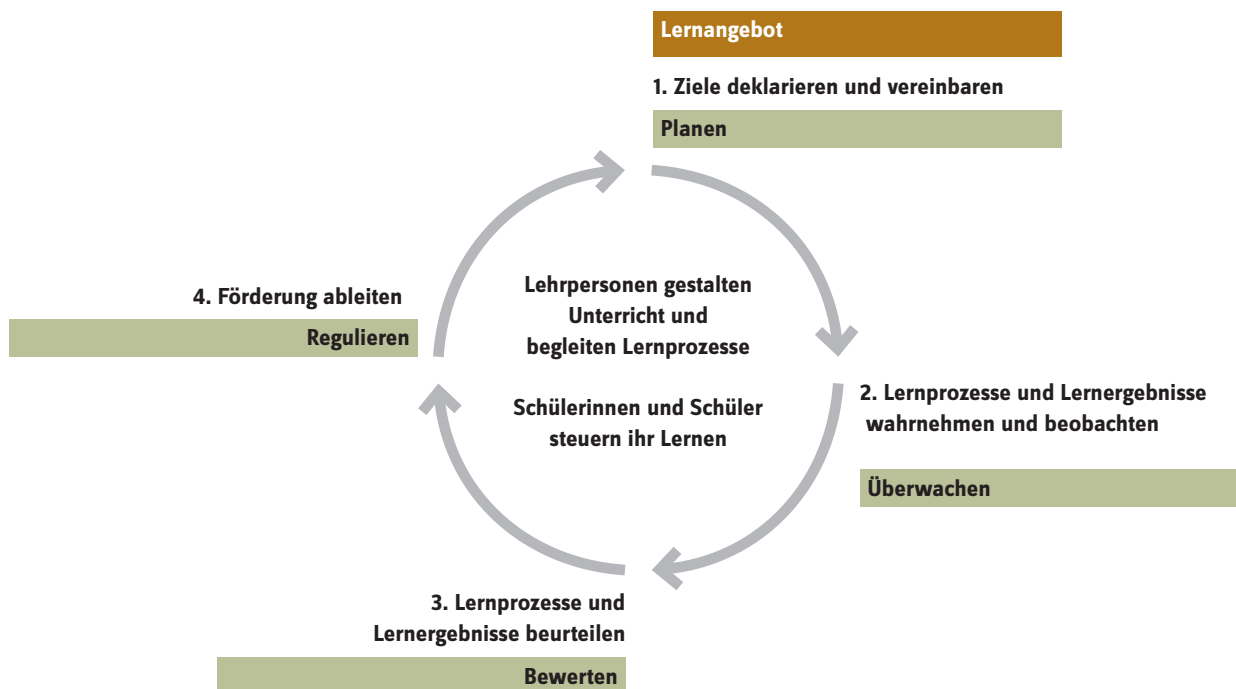 Lernangebot
1. Ziele deklarieren und vereinbaren
Planen
Lehrpersonen gestalten
Unterricht und
begleiten Lernprozesse
Schülerinnen und Schüler
steuern ihr Lernen
2. Lernprozesse und Lernergebnisse
wahrnehmen und beobachten
Überwachen
3. Lernprozesse und
Lernergebnisse beurteilen
Bewerten
4. Förderung ableiten
Regulieren